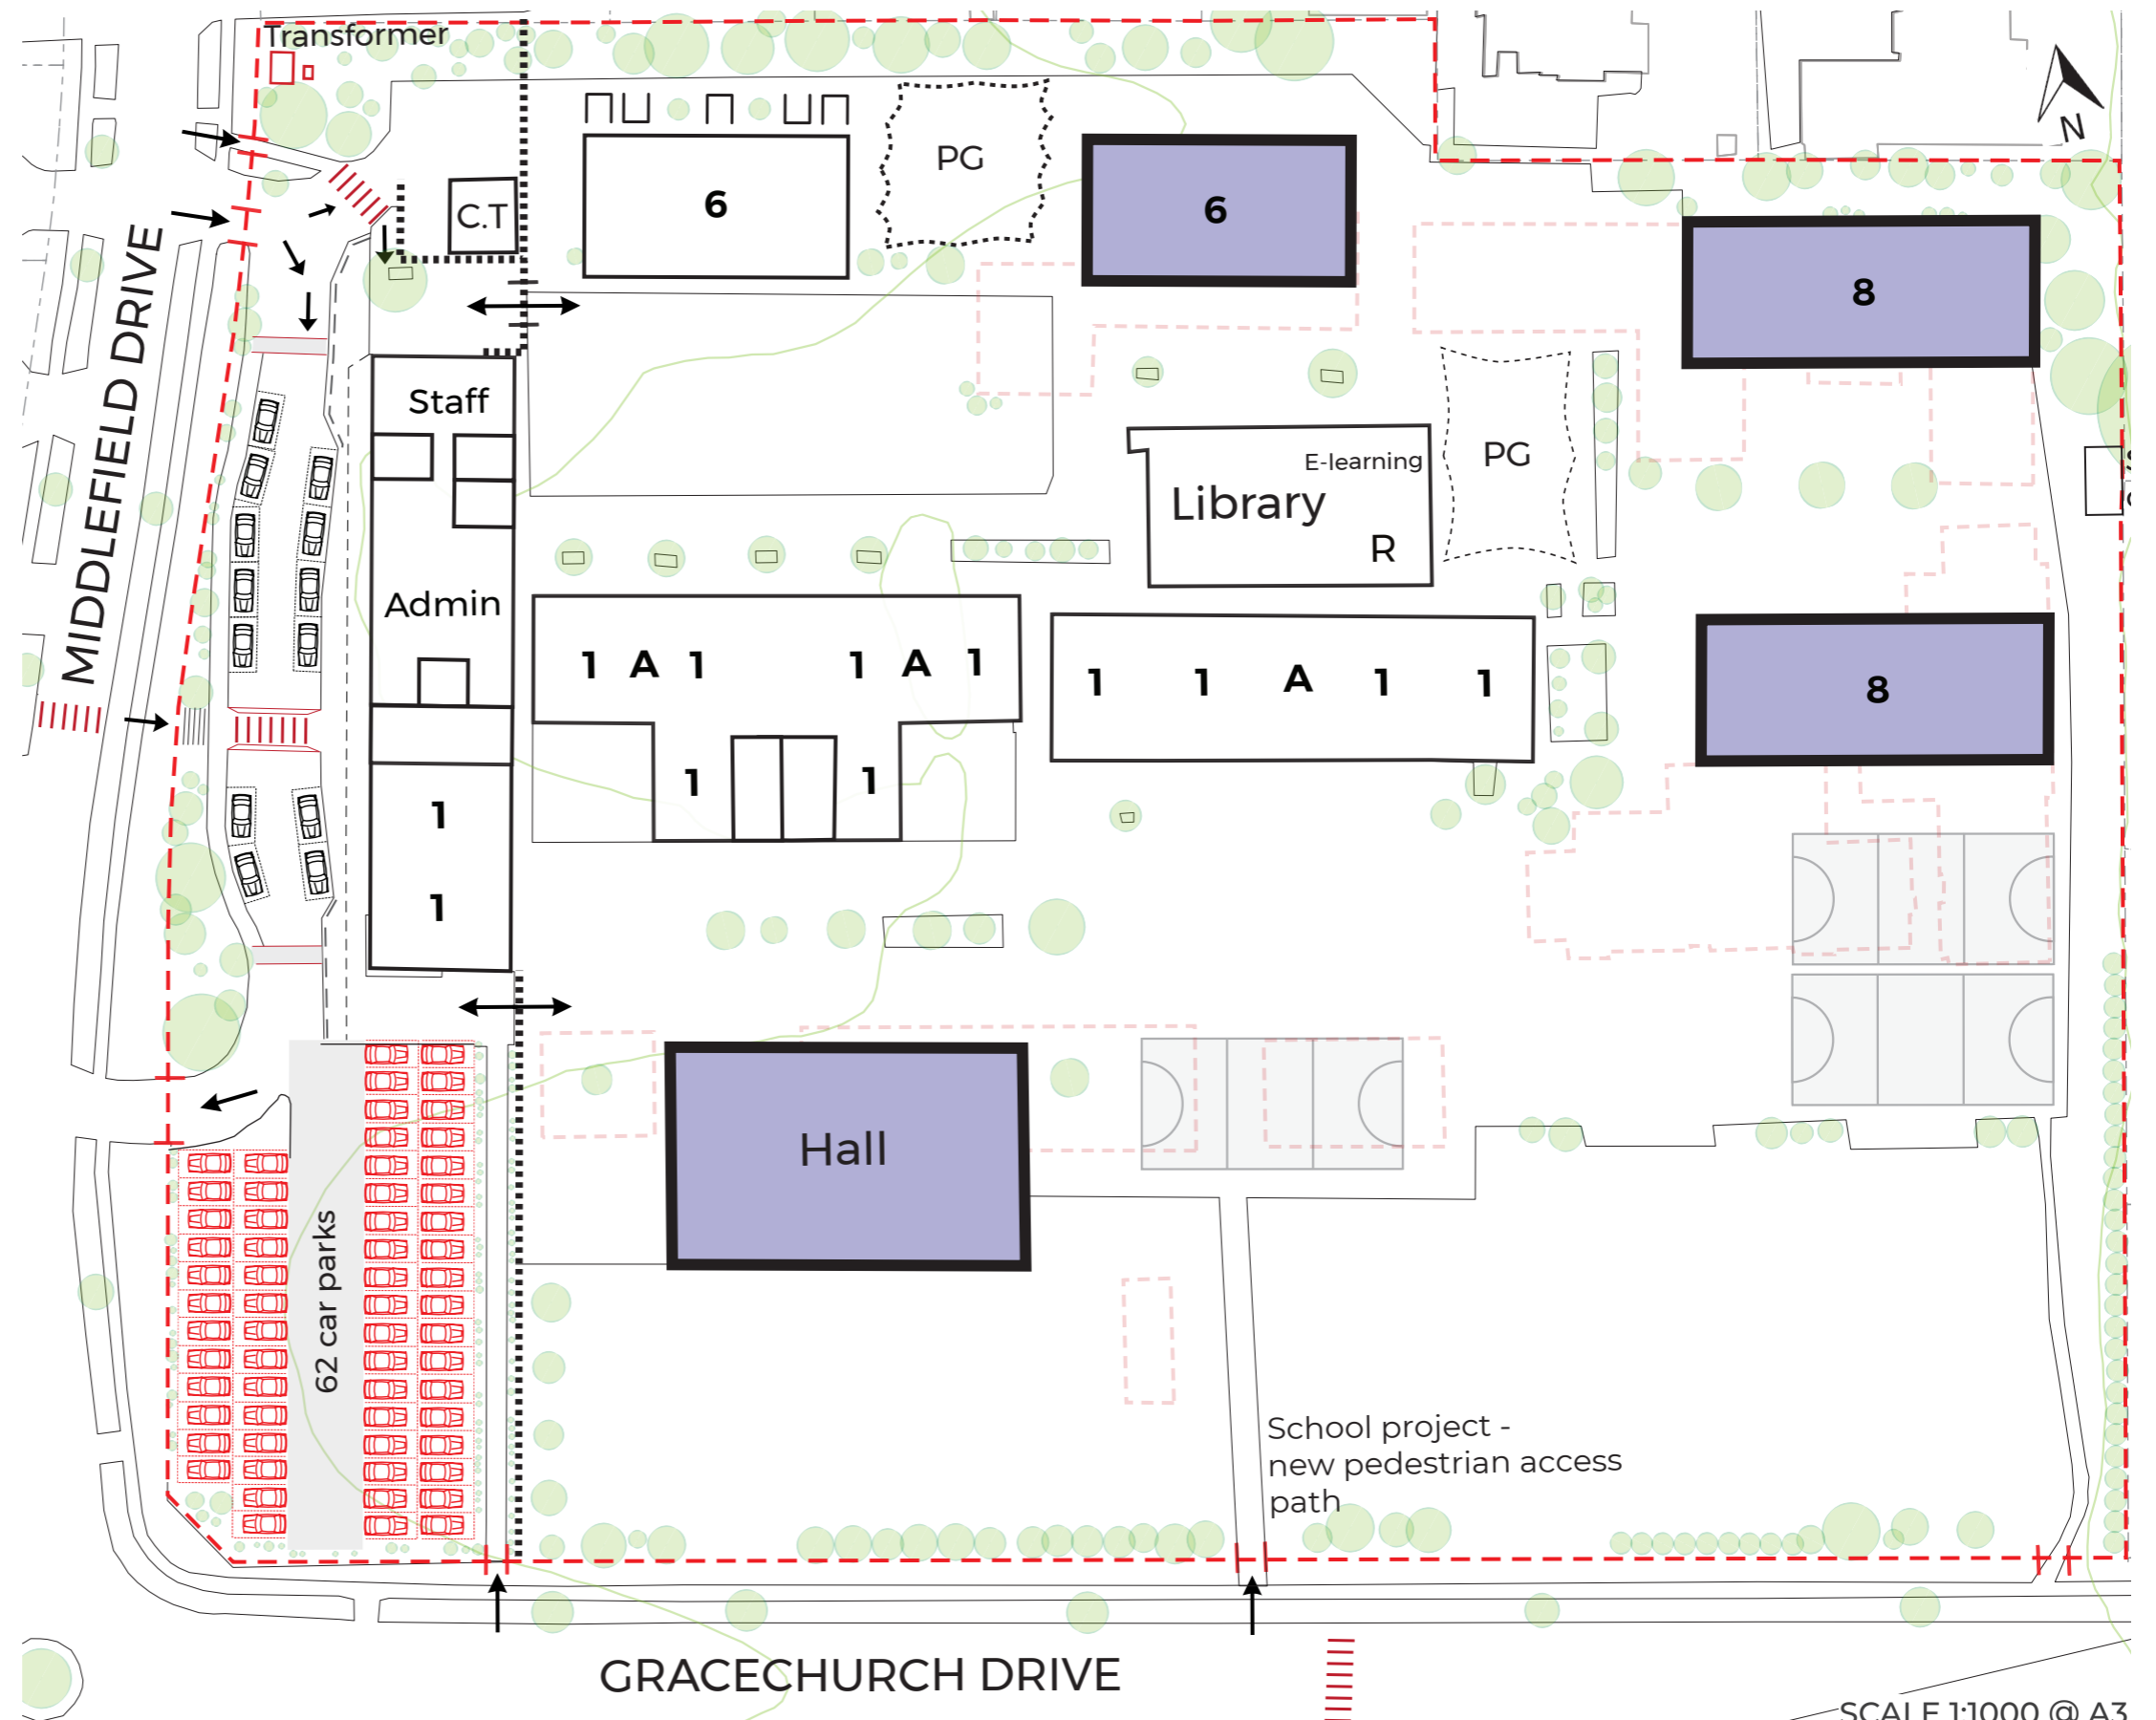 Transformer
PG
C.T
6
6
8
MIDDLEFIELD DRIVE
N
Staff
E-learning
Library
R
PG
Admin
1 A 1 1 A 1
1 1 A 1 1
8
1 1
1
1
Hall
62 car parks
School project -
new pedestrian access
path
GRACECHURCH DRIVE
SCALE 1:1000 @ A3